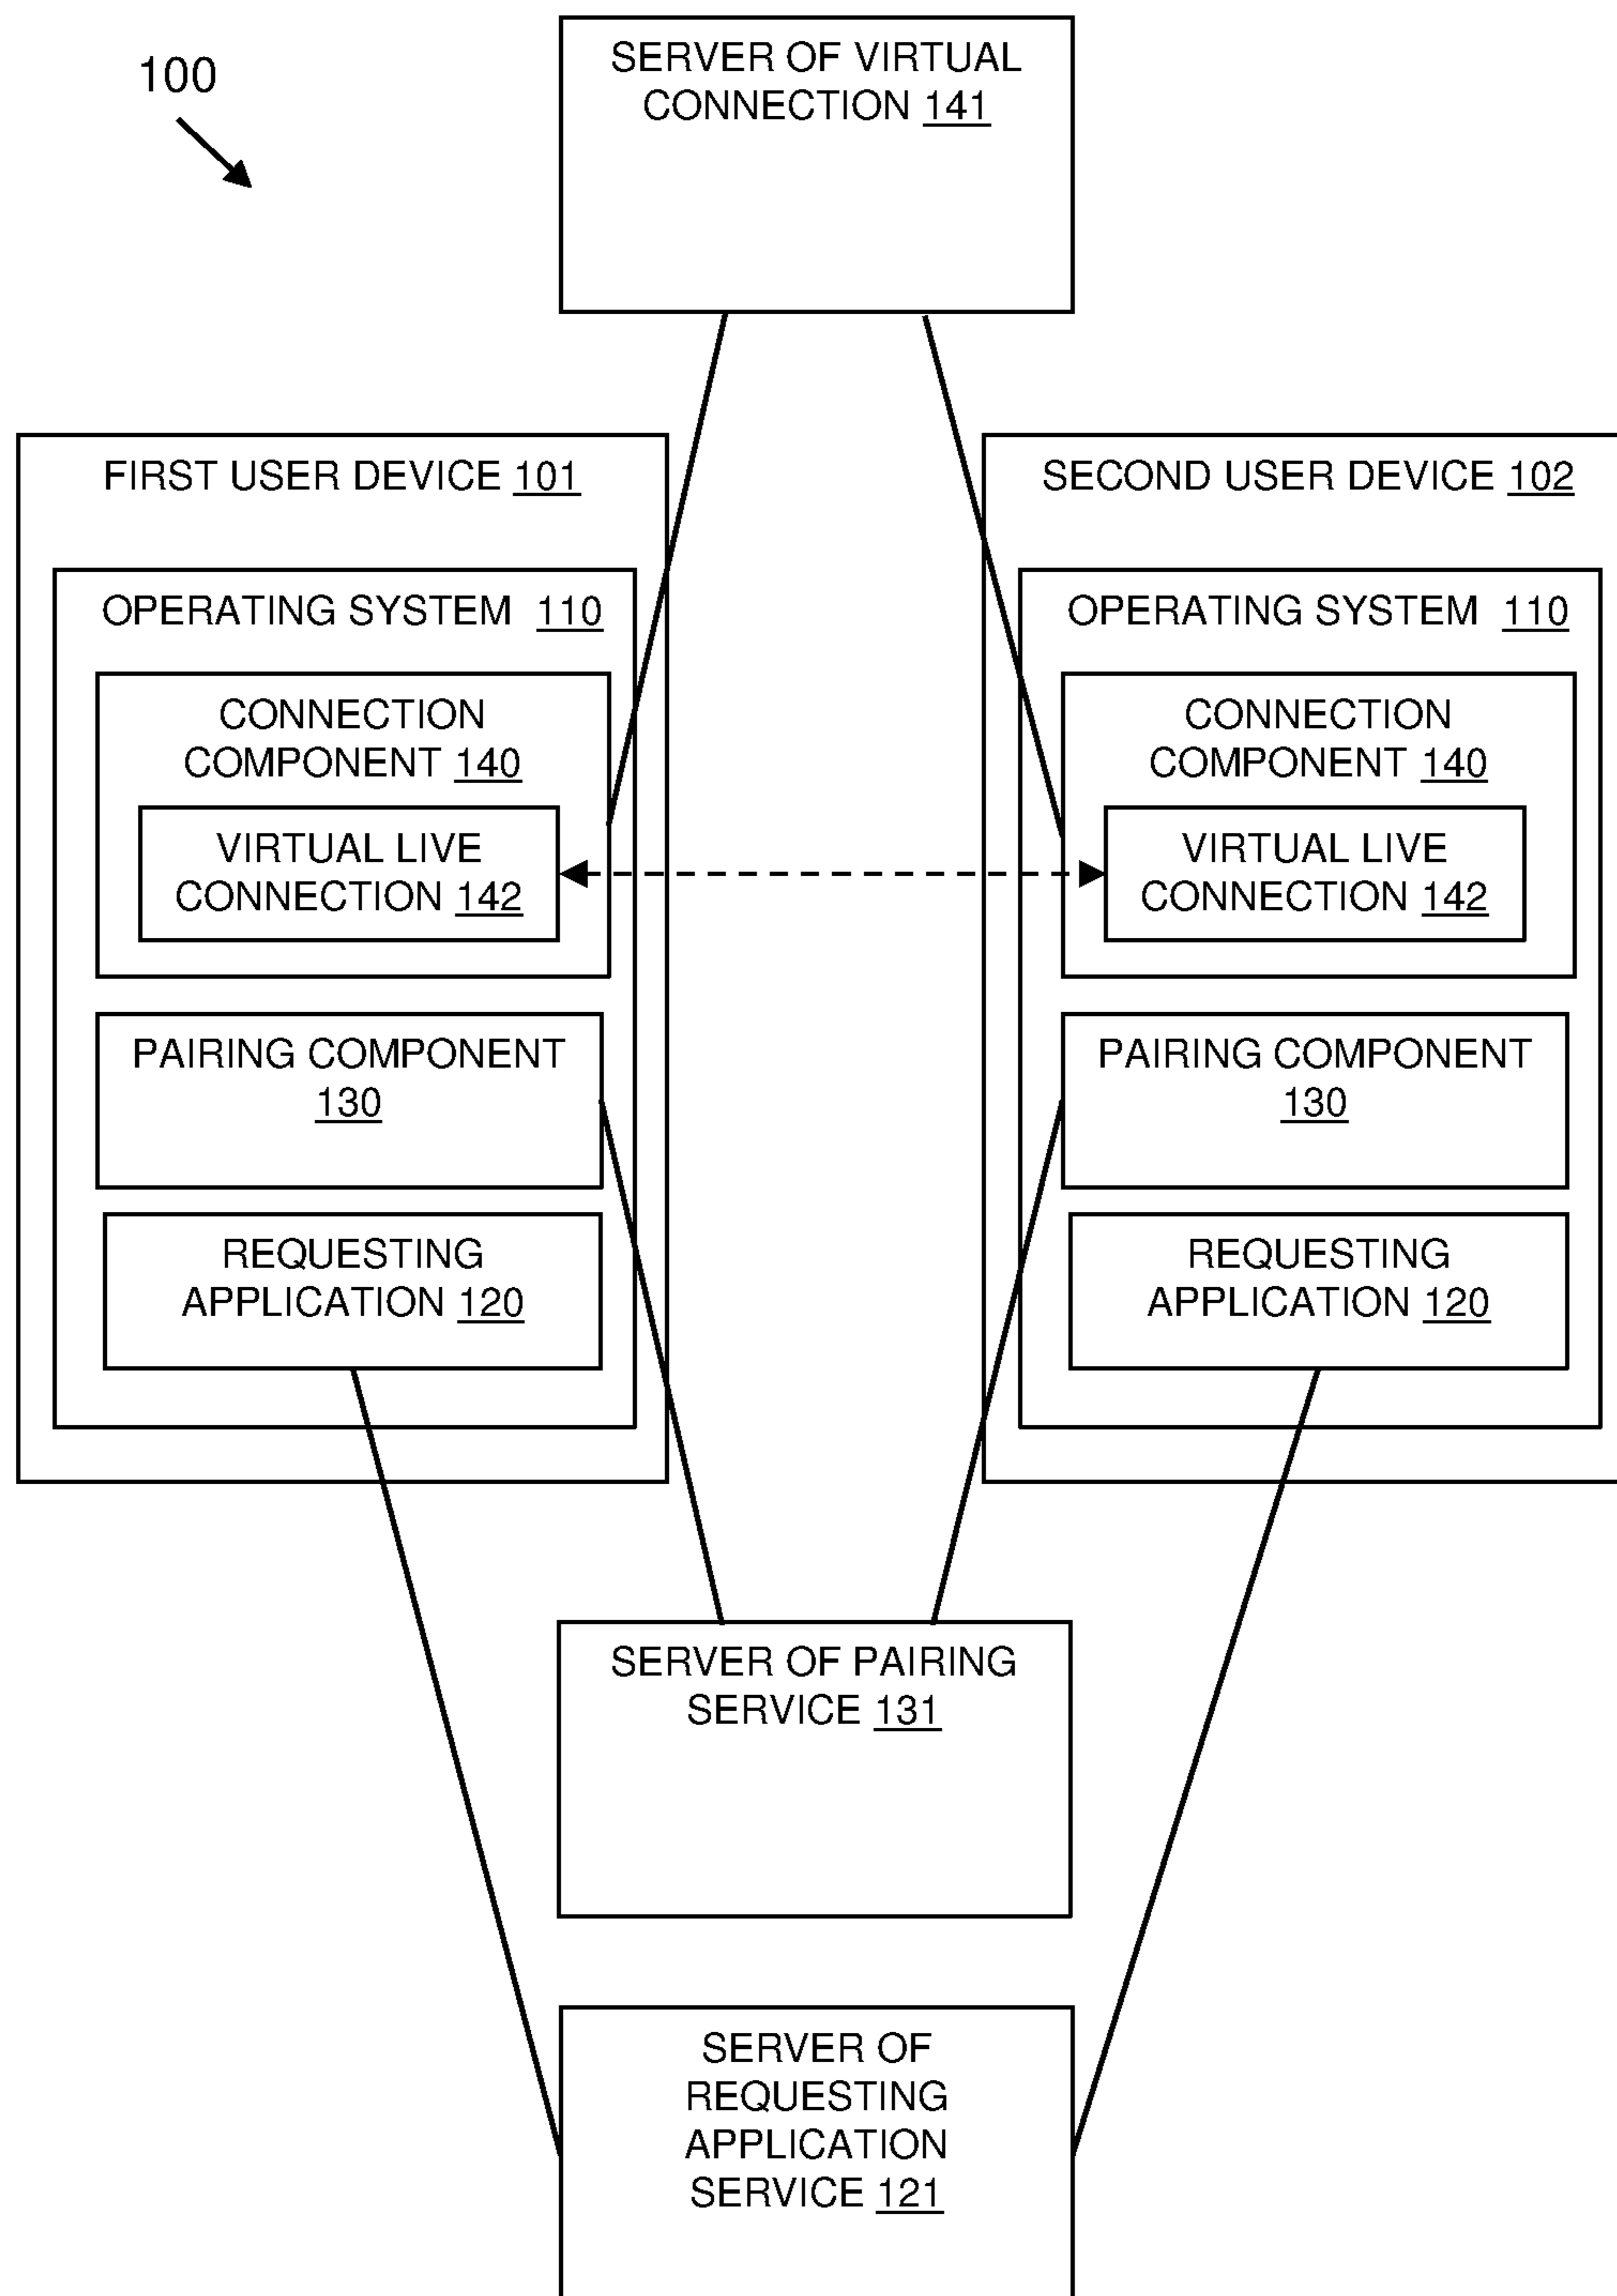 100
SERVER OF VIRTUAL
CONNECTION 141
FIRST USER DEVICE 101
OPERATING SYSTEM 110
CONNECTION
COMPONENT 140
VIRTUAL LIVE
CONNECTION 142
PAIRING COMPONENT
130
REQUESTING
APPLICATION 120
SECOND USER DEVICE 102
OPERATING SYSTEM 110
CONNECTION
COMPONENT 140
VIRTUAL LIVE
CONNECTION 142
PAIRING COMPONENT
130
REQUESTING
APPLICATION 120
SERVER OF PAIRING
SERVICE 131
SERVER OF
REQUESTING
APPLICATION
SERVICE 121